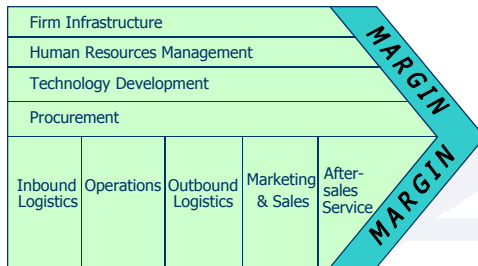 Firm Infrastructure
Human Resources Management
Technology Development
Procurement
Inbound
Logistics
Operations
Outbound
Logistics
Marketing
& Sales
After-
sales
Service
MARGIN
MARGIN